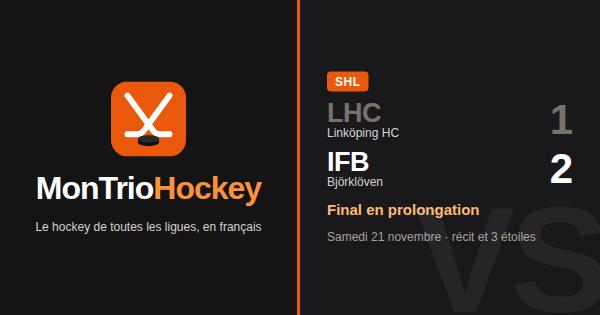 MonTrioHockey
Le hockey de toutes les ligues, en français
SHL
LHC 1
Linköping HC
IFB 2
Björklöven
Final en prolongation
Samedi 21 novembre · récit et 3 étoiles
VS